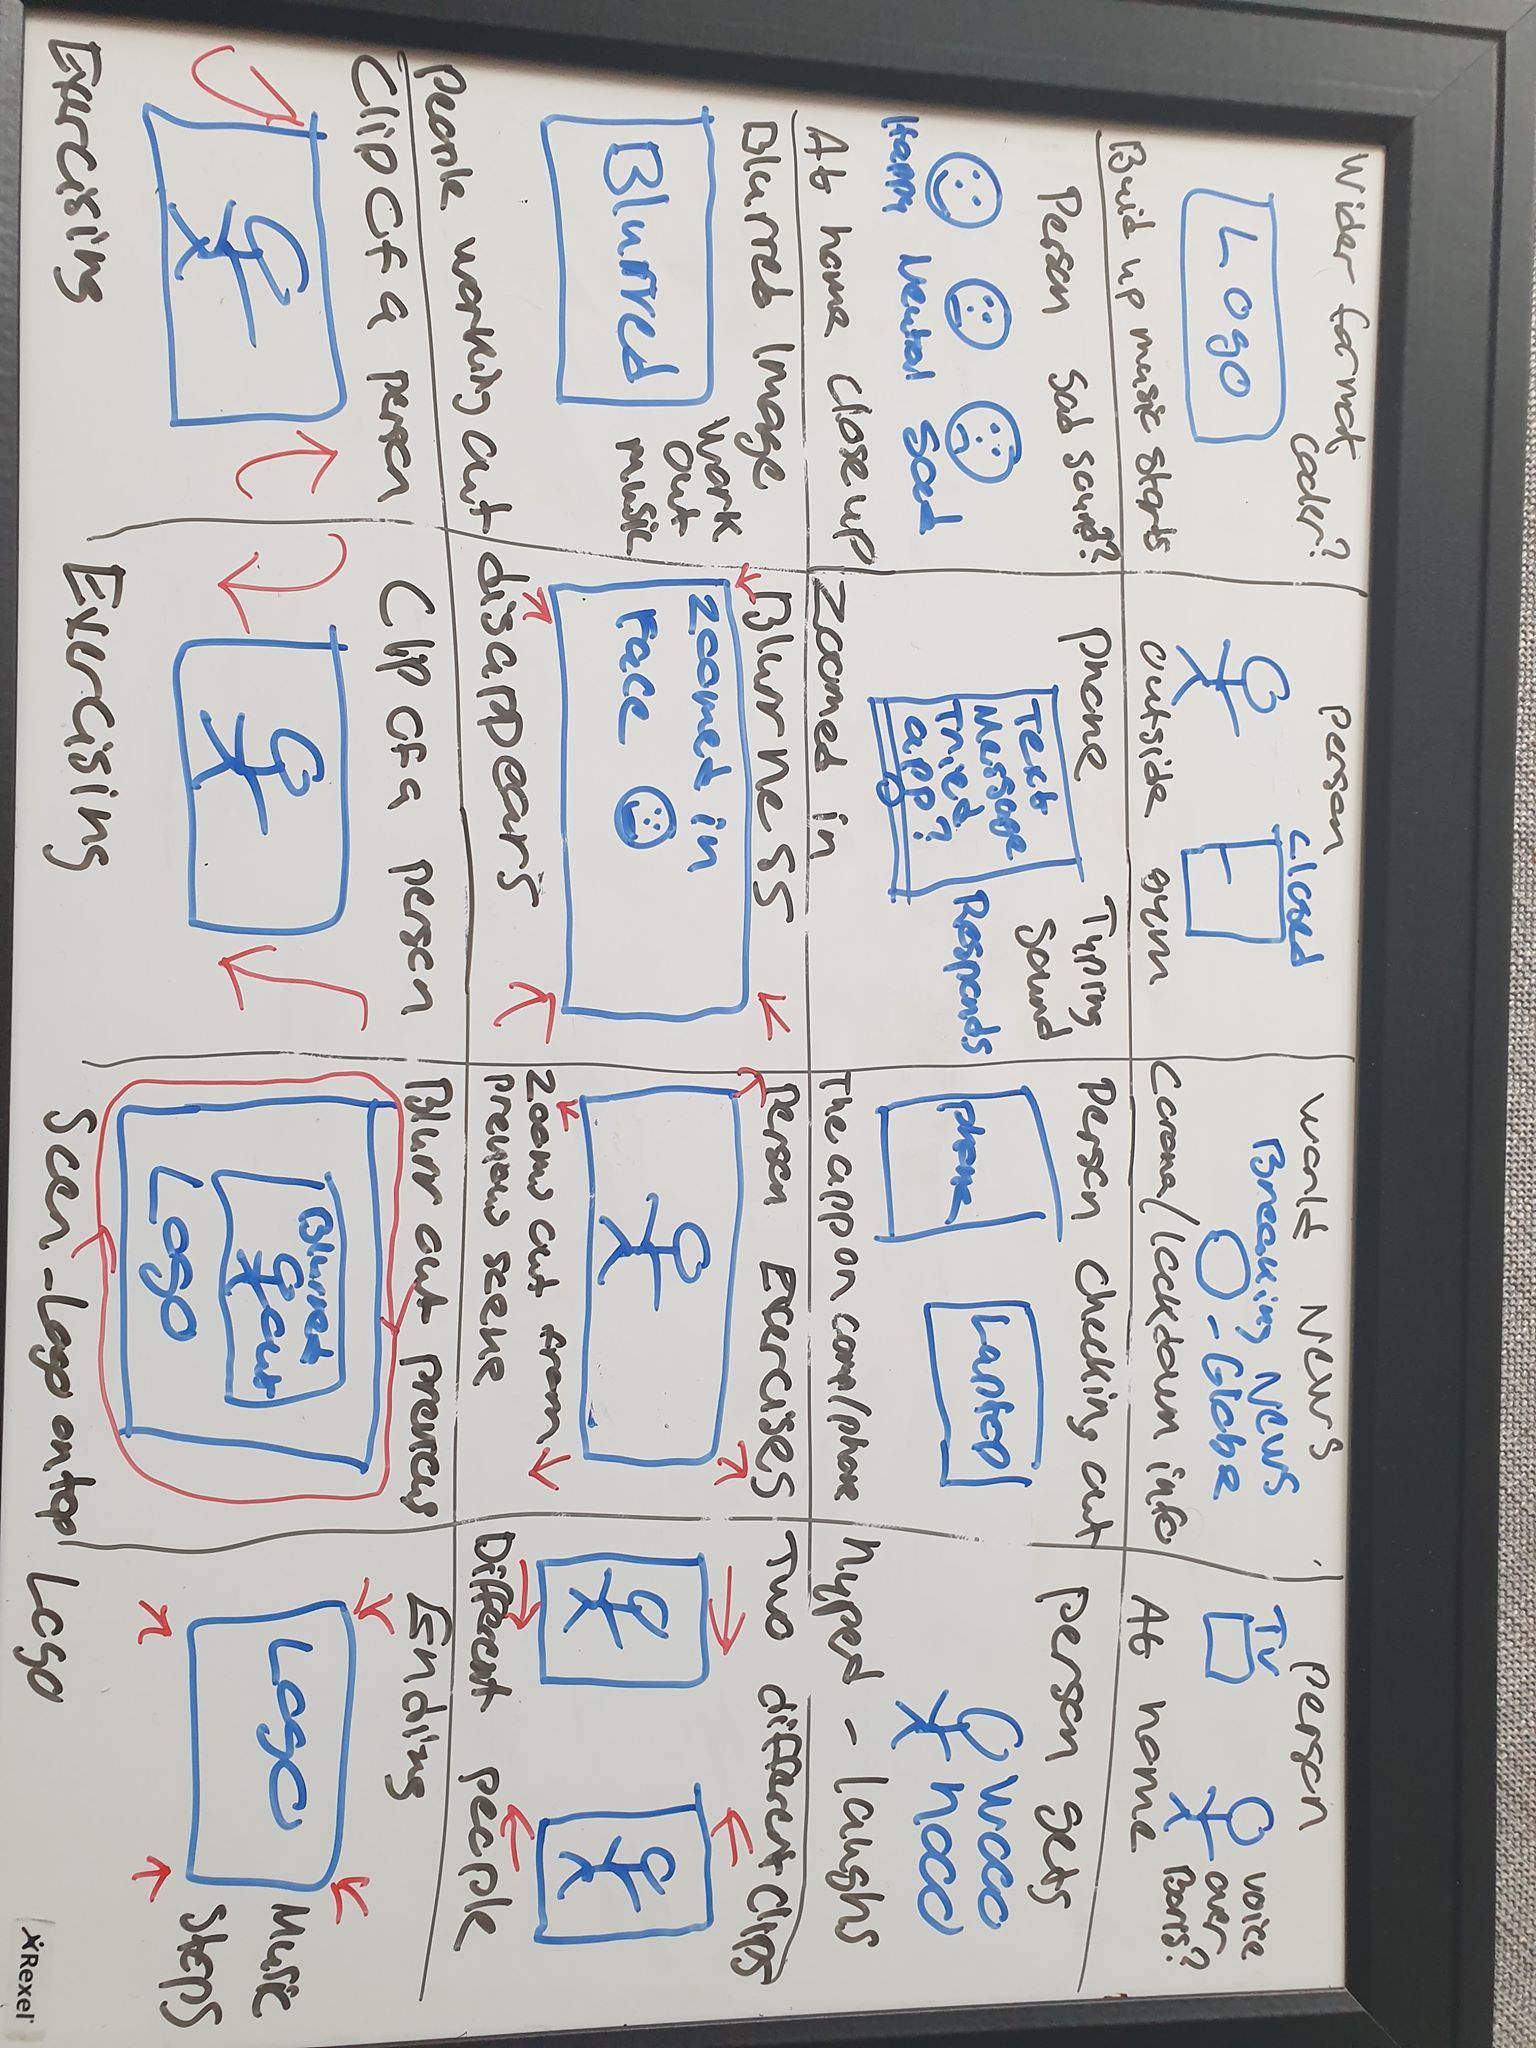 Wider format
cooler?
Logo
Build up music starts
Person
Closed
Outside gym
World News
Breaking News
- Globe
Corona/lockdown info
Person
TV
Voice
over
Boris?
At home
Person Sad sound??
Happy Neutral Sad
At home close up
Phone
Typing
Sound
Text
Message
Tried
app?
Responds
Zoomed in
Person Checking out
Phone
Laptop
The app on comp/phone
Person gets
Wooo
hooo
hyped - laughs
Blurred Image
Work
out
music
Blurred
People working out
Blurrness
Zoomed in
Face
disappears
Person Exercises
Zooms out from
previous scene
Two different clips
Different people
Clip of a person
Exercising
Clip of a person
Exercising
Blurr out previous
Blurred
out
Logo
Scen - Logo on top
Ending
Logo
Music
Stops
Logo
Rexel